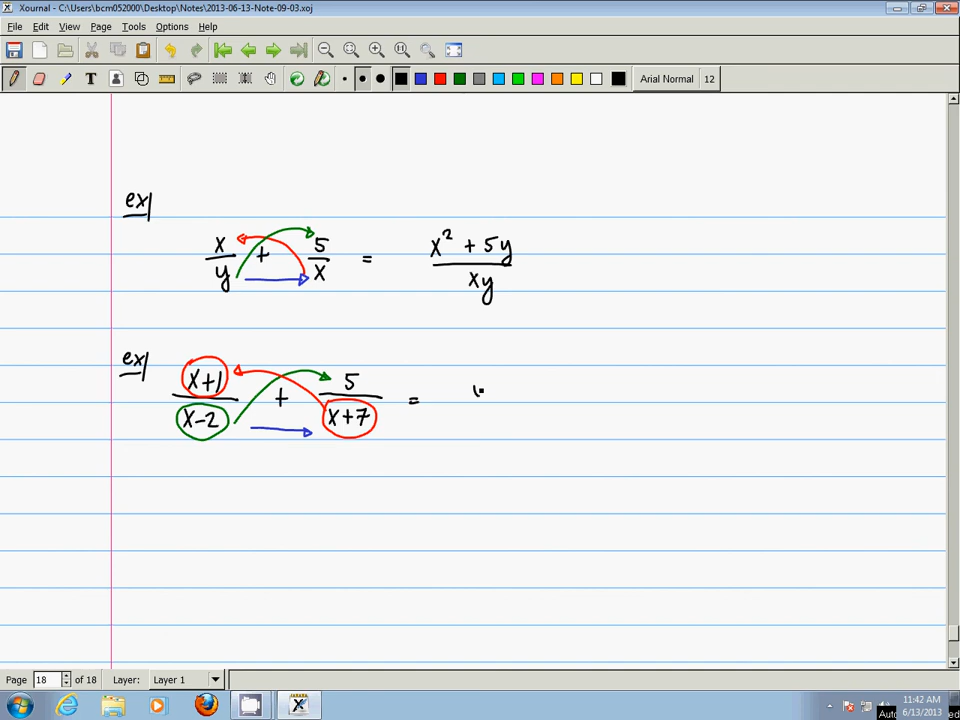 Xournal - C:\Users\bcm052000\Desktop\Notes\2013-06-13-Note-09-03.xoj
File Edit View Page Tools Options Help
T Arial Normal 12
ex|
x/y + 5/x = x² + 5y / xy
ex|
x+1/x-2 + 5/x+7 =
Page 18 of 18 Layer: Layer 1
11:42 AM
6/13/2013